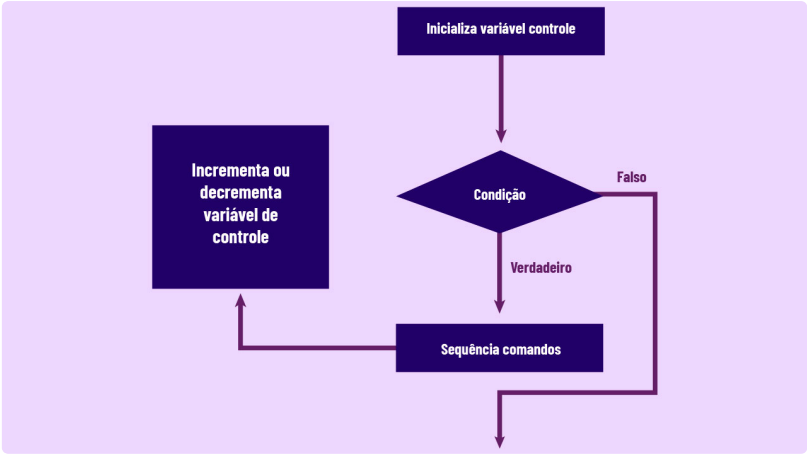 Inicializa variável controle
Condição
Falso
Verdadeiro
Sequência comandos
Incrementa ou
decrementa
variável de
controle